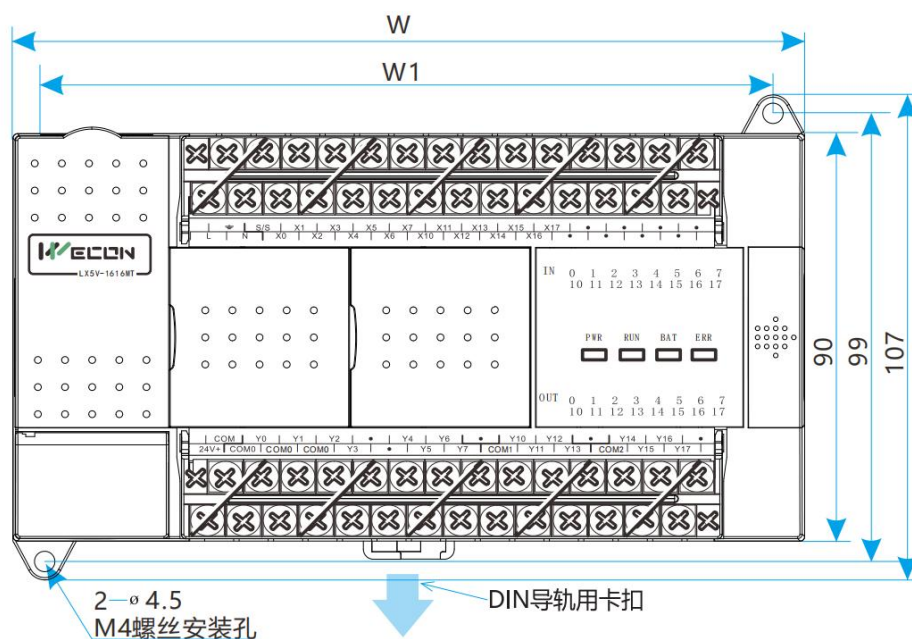 W
W1
S/S X1 X3 X5 X7 X11 X13 X15 X17 • • • •
L N X0 X2 X4 X6 X10 X12 X14 X16 • • • •
WECON
LX5V-1616MT
IN 0 1 2 3 4 5 6 7
10 11 12 13 14 15 16 17
PWR RUN BAT ERR
OUT 0 1 2 3 4 5 6 7
10 11 12 13 14 15 16 17
90
99
107
COM Y0 Y1 Y2 • Y4 Y6 • Y10 Y12 • Y14 Y16 •
24V+ COM0 COM0 COM0 Y3 • Y5 Y7 COM1 Y11 Y13 COM2 Y15 Y17
DIN导轨用卡扣
2—ø 4.5
M4螺丝安装孔